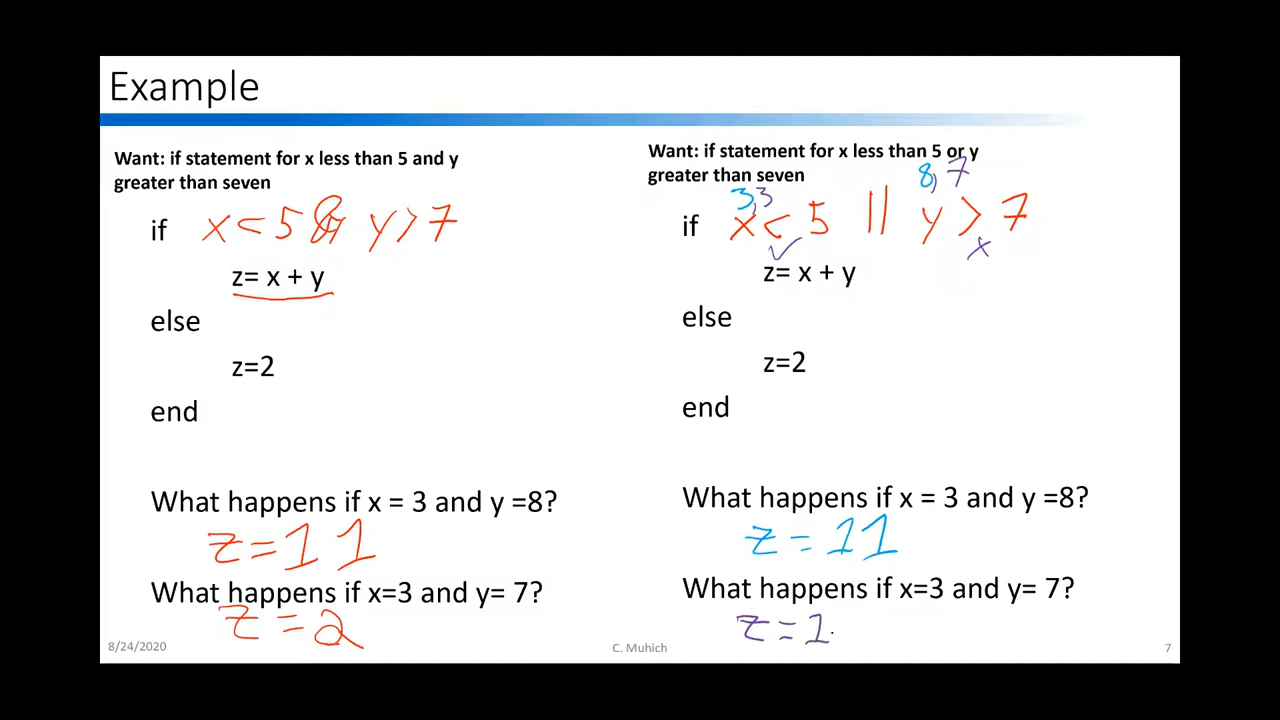 Example
Want: if statement for x less than 5 and y
greater than seven
if x < 5 && y > 7
z= x + y
else
z=2
end
What happens if x = 3 and y =8?
z = 11
What happens if x=3 and y= 7?
z = 2
Want: if statement for x less than 5 or y
greater than seven
3,3 8,7
if x < 5 || y > 7
✓ x
z= x + y
else
z=2
end
What happens if x = 3 and y =8?
z = 11
What happens if x=3 and y= 7?
z = 1
8/24/2020
C. Muhich
7